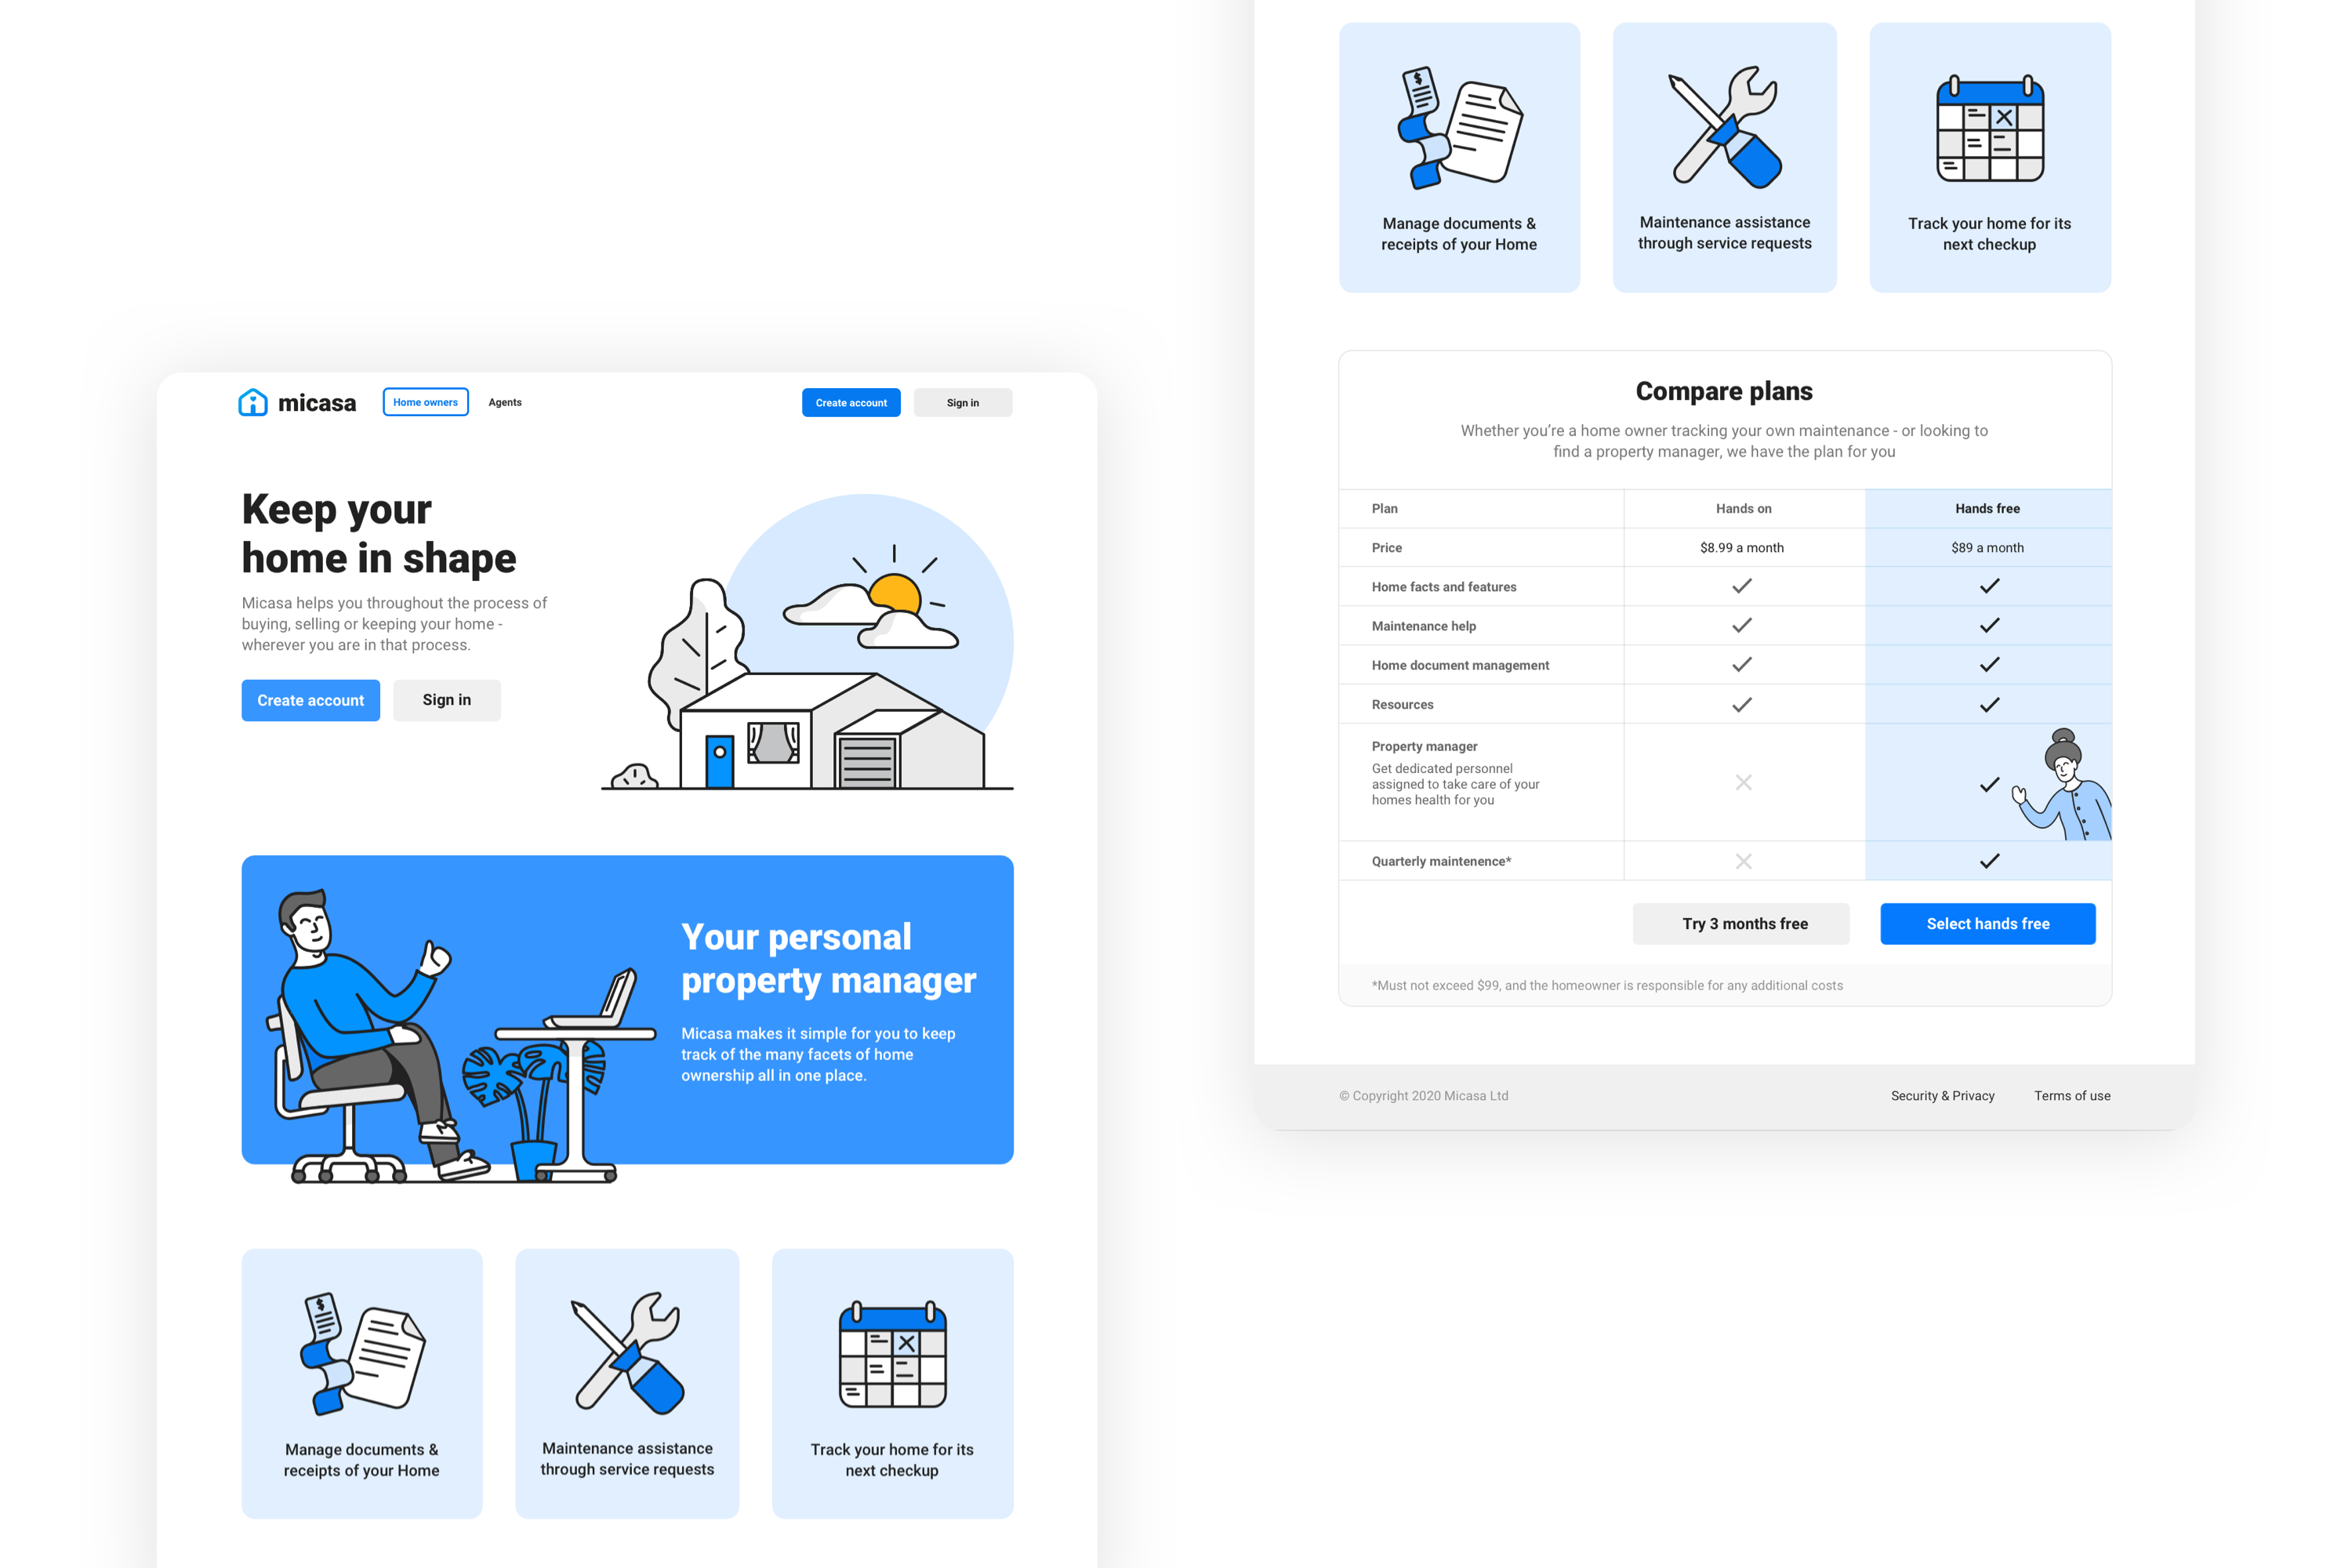 micasa
Home owners
Agents
Create account
Sign in
Keep your
home in shape
Micasa helps you throughout the process of
buying, selling or keeping your home -
wherever you are in that process.
Create account
Sign in
Your personal
property manager
Micasa makes it simple for you to keep
track of the many facets of home
ownership all in one place.
$
Manage documents &
receipts of your Home
Maintenance assistance
through service requests
Track your home for its
next checkup
$
Manage documents &
receipts of your Home
Maintenance assistance
through service requests
Track your home for its
next checkup
Compare plans
Whether you’re a home owner tracking your own maintenance - or looking to
find a property manager, we have the plan for you
Plan
Hands on
Hands free
Price
$8.99 a month
$89 a month
Home facts and features
Maintenance help
Home document management
Resources
Property manager
Get dedicated personnel
assigned to take care of your
homes health for you
Quarterly maintenence*
Try 3 months free
Select hands free
*Must not exceed $99, and the homeowner is responsible for any additional costs
© Copyright 2020 Micasa Ltd
Security & Privacy
Terms of use